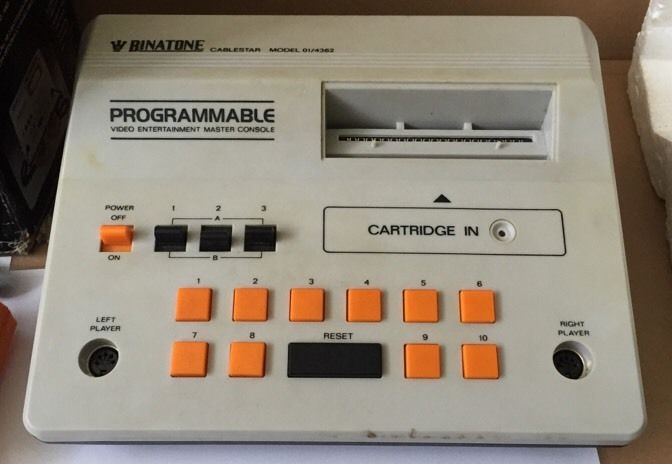 BINATONE CABLESTAR MODEL 01/4362
PROGRAMMABLE
VIDEO ENTERTAINMENT MASTER CONSOLE
POWER
OFF
ON
1 2 3
A
B
CARTRIDGE IN
1 2 3 4 5 6
LEFT
PLAYER
7 8 RESET 9 10
RIGHT
PLAYER